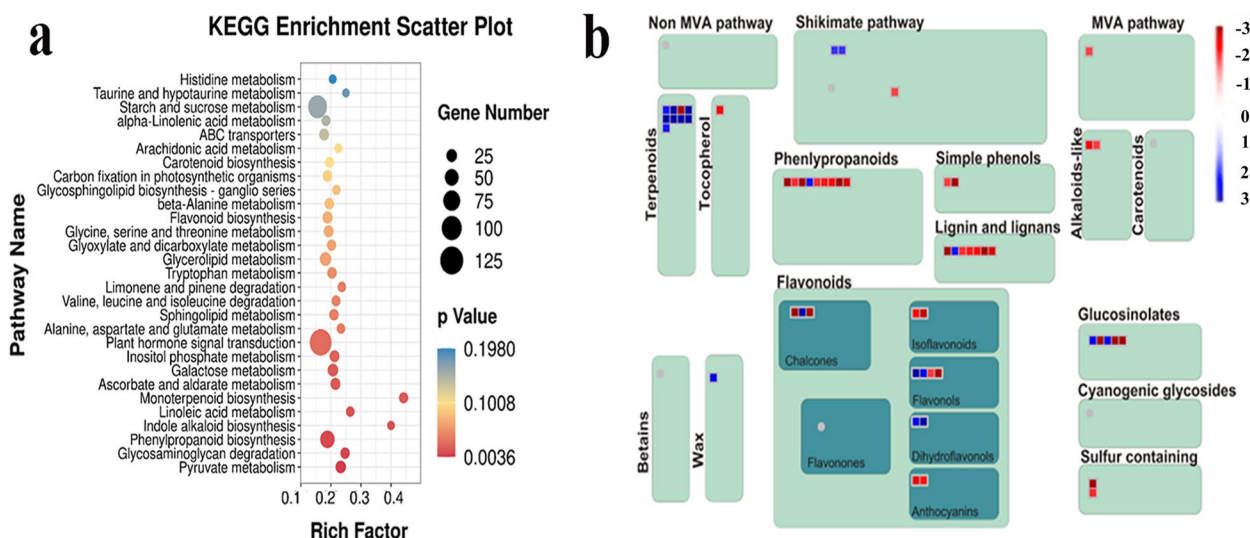 a
KEGG Enrichment Scatter Plot
Pathway Name
Histidine metabolism
Taurine and hypotaurine metabolism
Starch and sucrose metabolism
alpha-Linolenic acid metabolism
ABC transporters
Arachidonic acid metabolism
Carotenoid biosynthesis
Carbon fixation in photosynthetic organisms
Glycosphingolipid biosynthesis - ganglio series
beta-Alanine metabolism
Flavonoid biosynthesis
Glycine, serine and threonine metabolism
Glyoxylate and dicarboxylate metabolism
Glycerolipid metabolism
Tryptophan metabolism
Limonene and pinene degradation
Valine, leucine and isoleucine degradation
Sphingolipid metabolism
Alanine, aspartate and glutamate metabolism
Plant hormone signal transduction
Inositol phosphate metabolism
Galactose metabolism
Ascorbate and aldarate metabolism
Monoterpenoid biosynthesis
Linoleic acid metabolism
Indole alkaloid biosynthesis
Phenylpropanoid biosynthesis
Glycosaminoglycan degradation
Pyruvate metabolism
0.1 0.2 0.3 0.4
Rich Factor
Gene Number
25
50
75
100
125
p Value
0.1980
0.1008
0.0036
b
Non MVA pathway
Shikimate pathway
MVA pathway
Terpenoids
Tocopherol
Phenlypropanoids
Simple phenols
Lignin and lignans
Alkaloids-like
Carotenoids
Flavonoids
Chalcones
Flavonones
Isoflavonoids
Flavonols
Dihydroflavonols
Anthocyanins
Betains
Wax
Glucosinolates
Cyanogenic glycosides
Sulfur containing
-3
-2
-1
0
1
2
3